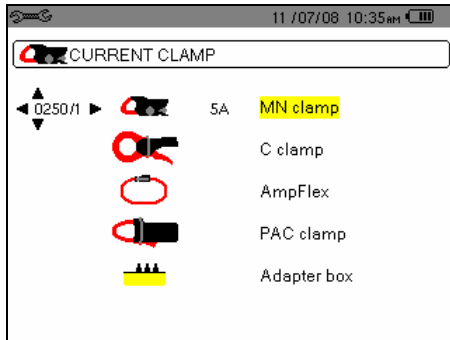 11 /07/08 10:35AM
CURRENT CLAMP
0250/1 5A MN clamp
C clamp
AmpFlex
PAC clamp
Adapter box